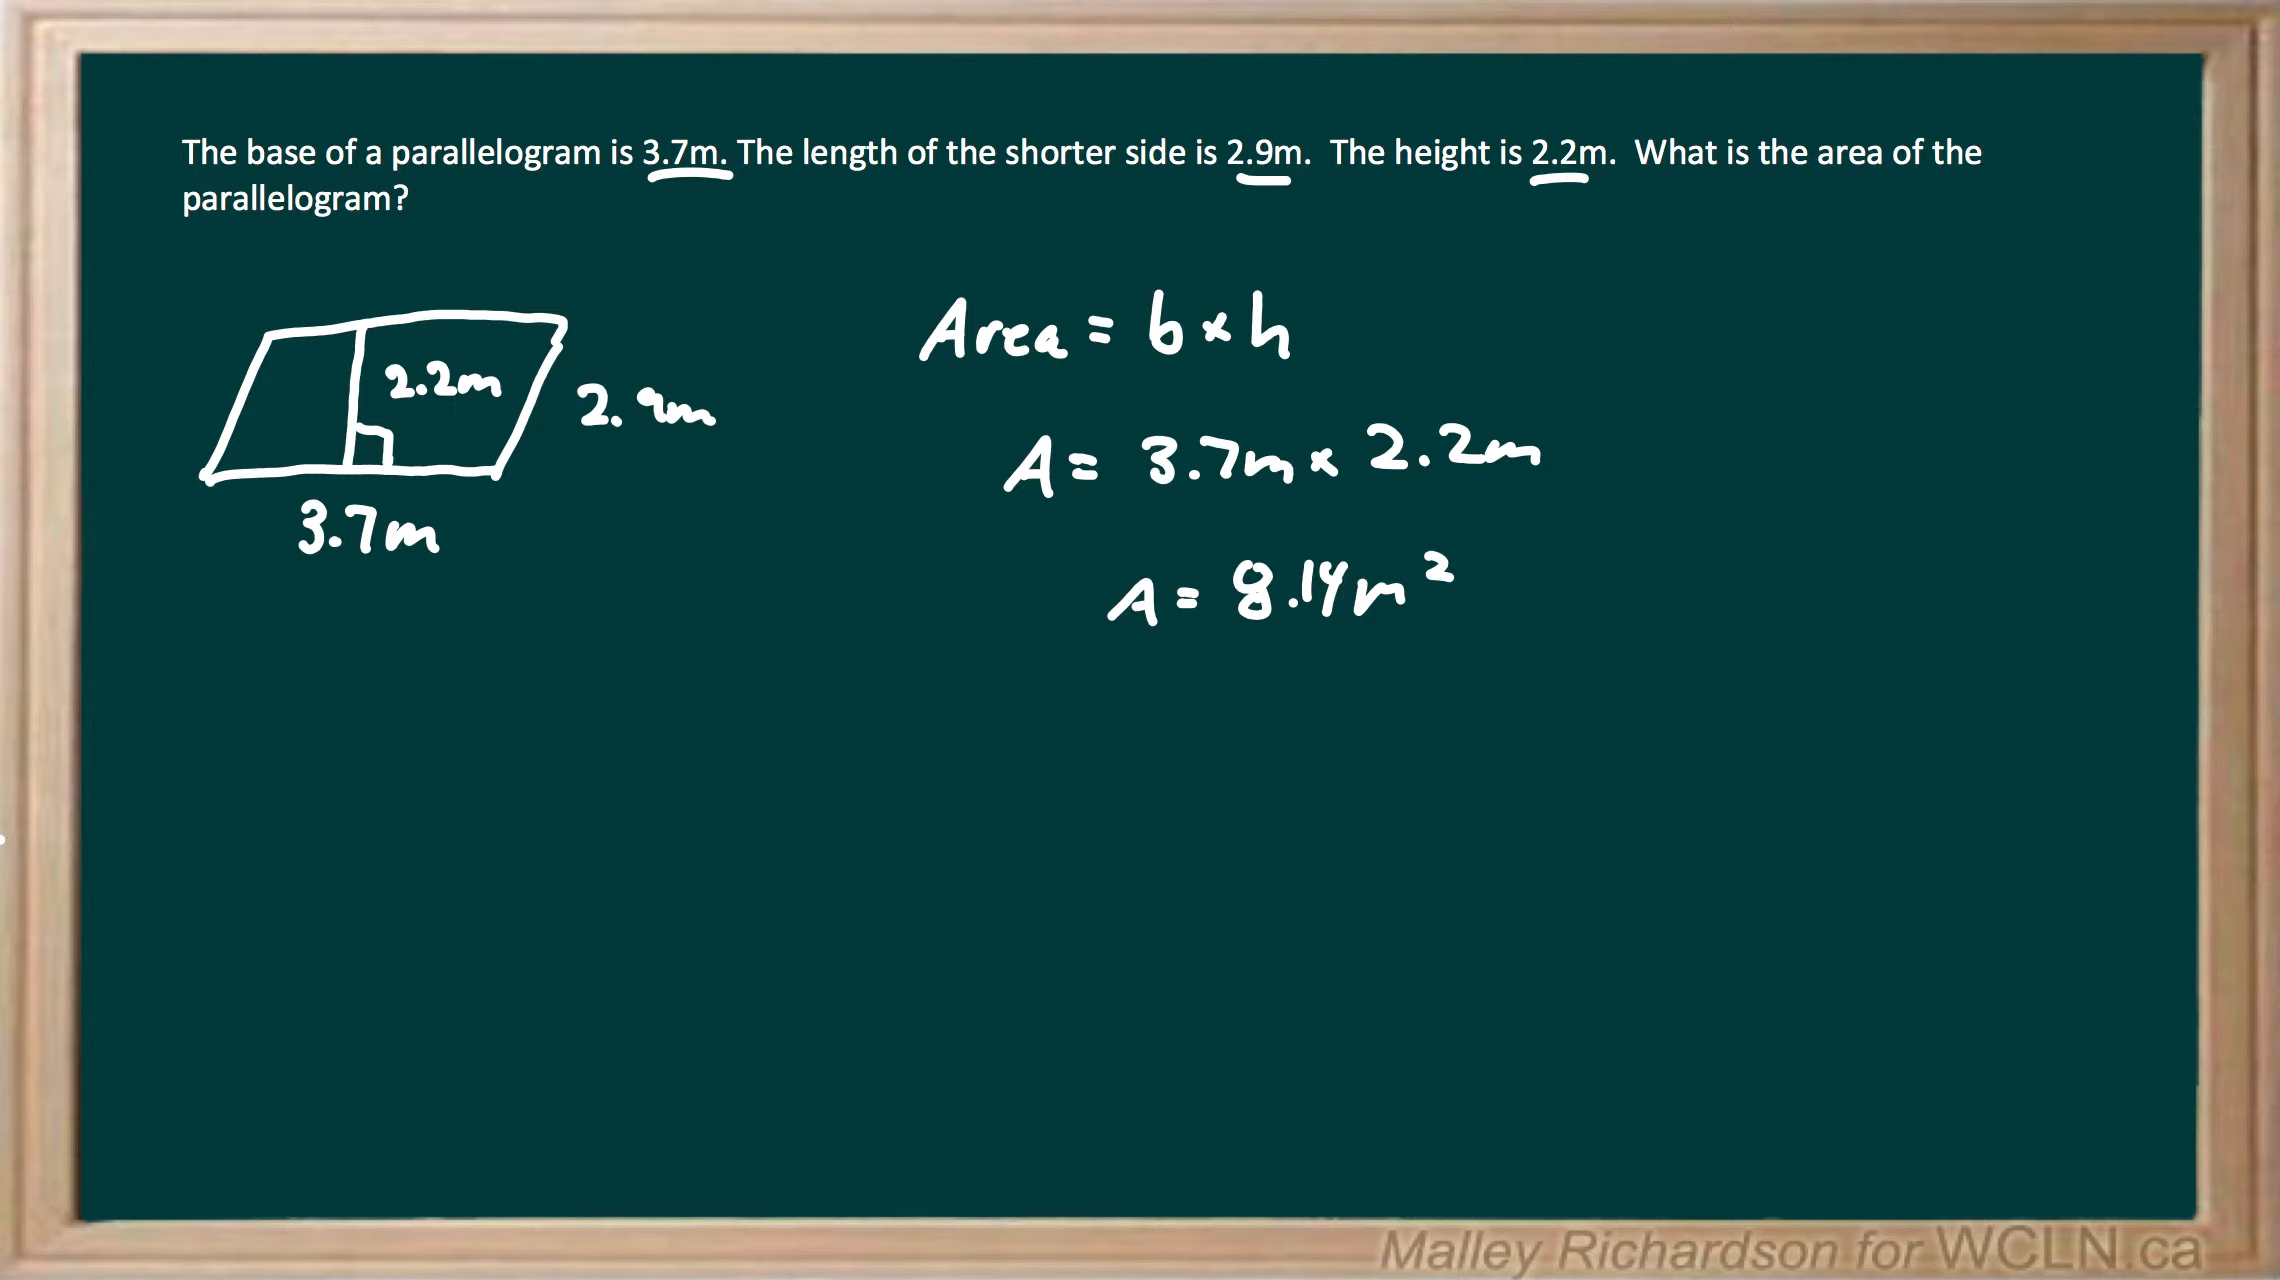 The base of a parallelogram is 3.7m. The length of the shorter side is 2.9m.  The height is 2.2m.  What is the area of the
parallelogram?
2.2m
2.9m
3.7m
Area = b × h
A = 3.7m × 2.2m
A = 8.14m²
Malley Richardson for WCLN.ca